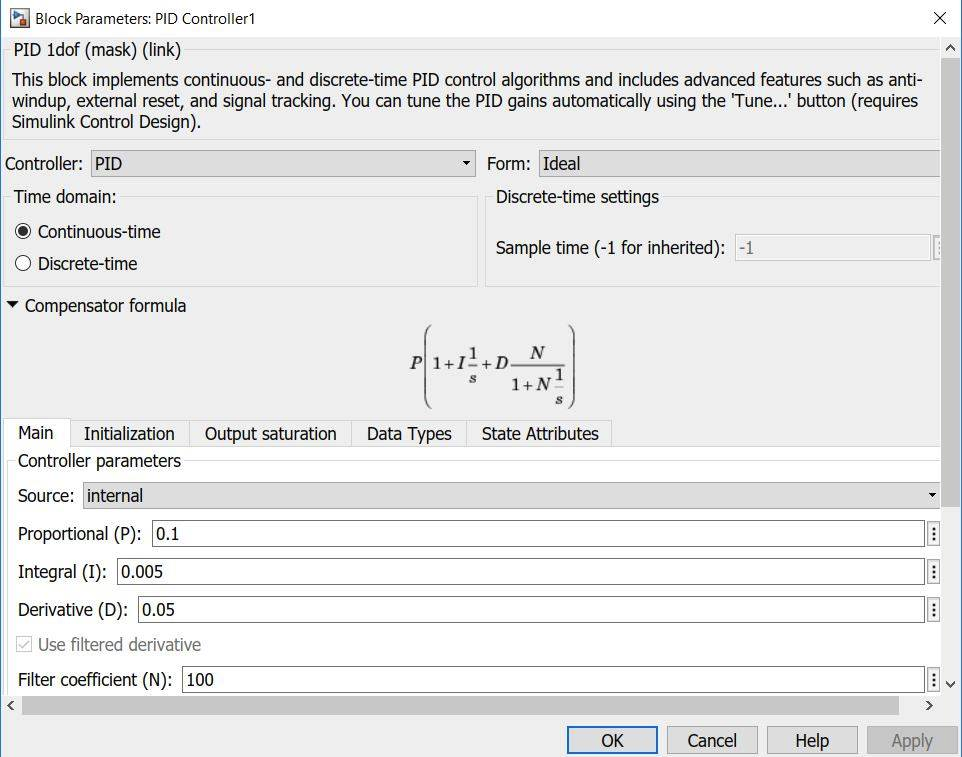 Block Parameters: PID Controller1
PID 1dof (mask) (link)
This block implements continuous- and discrete-time PID control algorithms and includes advanced features such as anti-
windup, external reset, and signal tracking. You can tune the PID gains automatically using the 'Tune...' button (requires
Simulink Control Design).
Controller: PID Form: Ideal
Time domain: Discrete-time settings
Continuous-time
Sample time (-1 for inherited): -1
Discrete-time
Compensator formula
P(1+I 1/s + D N/(1+N 1/s))
Main Initialization Output saturation Data Types State Attributes
Controller parameters
Source: internal
Proportional (P): 0.1
Integral (I): 0.005
Derivative (D): 0.05
Use filtered derivative
Filter coefficient (N): 100
OK Cancel Help Apply